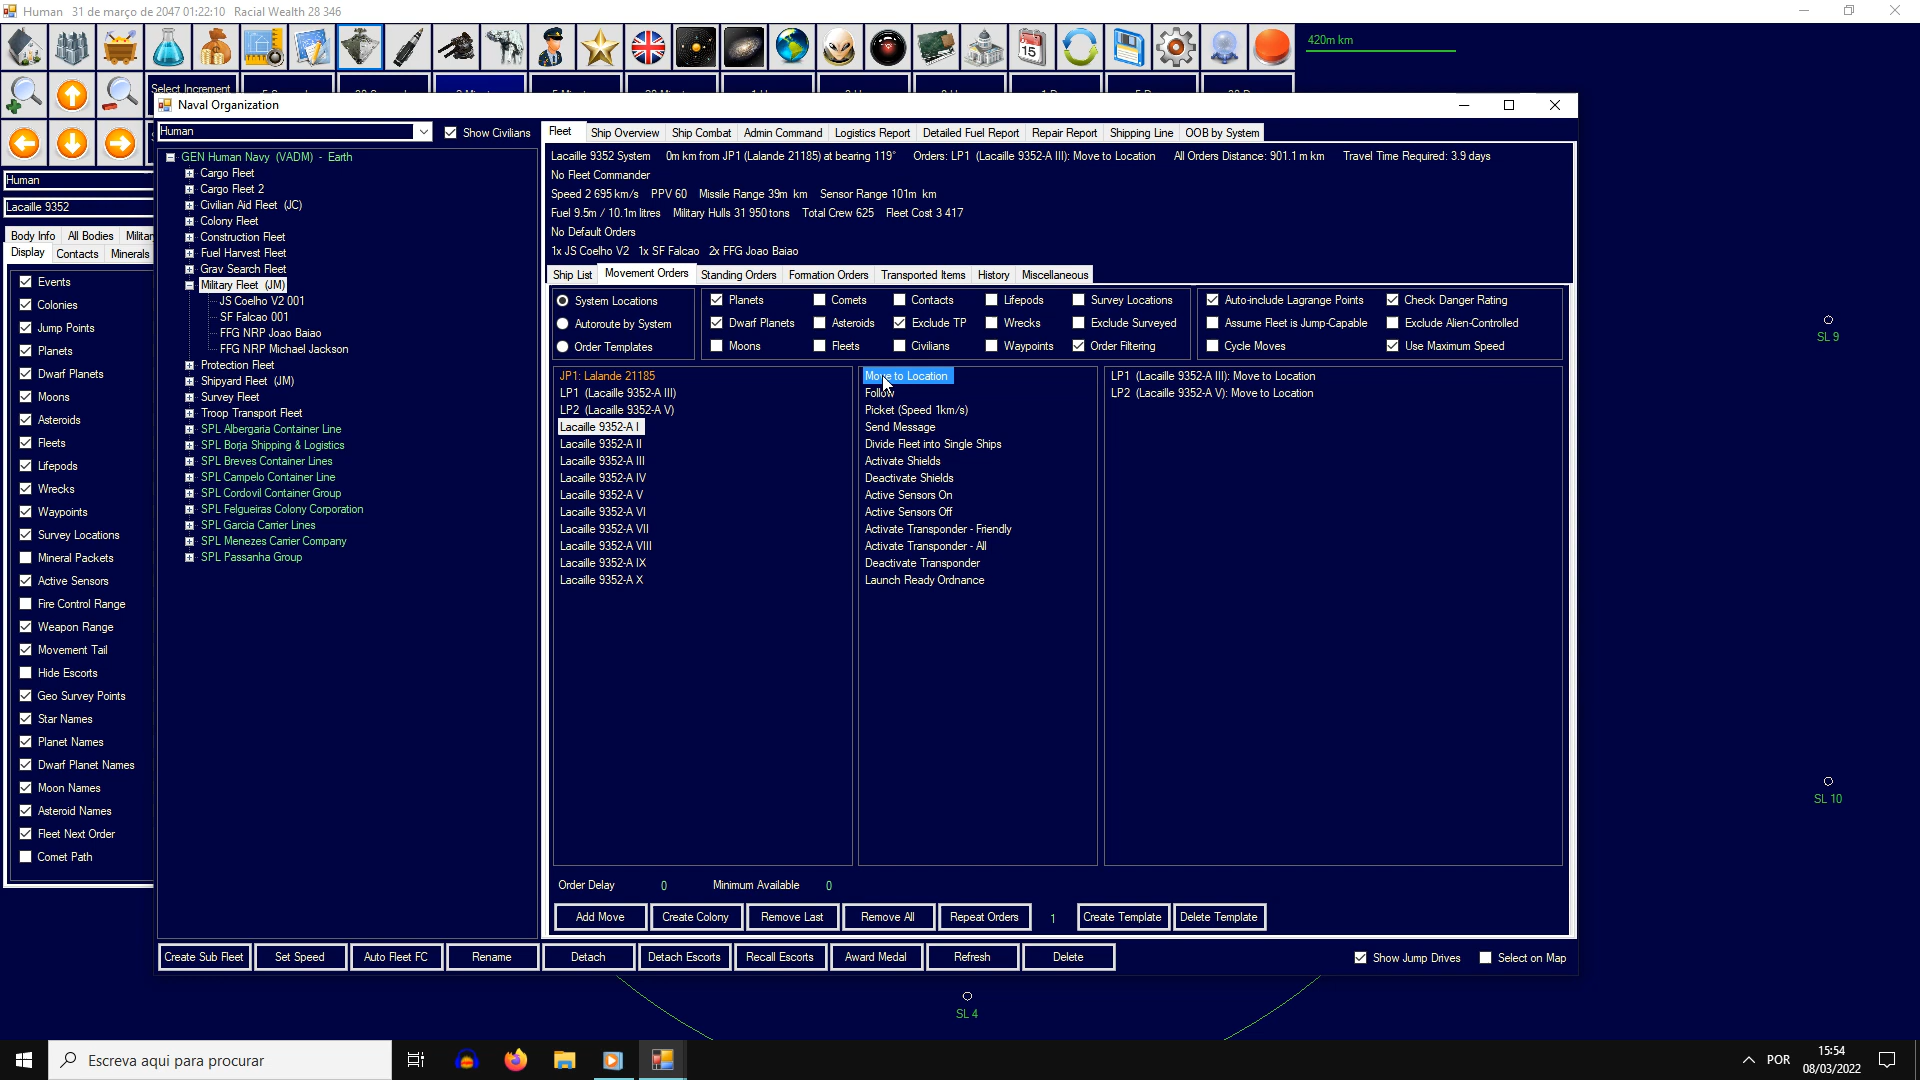 Human   31 de março de 2047 01:22:10   Racial Wealth 28 346
420m km
Select Increment
Naval Organization
Human
Show Civilians
GEN Human Navy (VADM) - Earth
Cargo Fleet
Cargo Fleet 2
Civilian Aid Fleet (JC)
Colony Fleet
Construction Fleet
Fuel Harvest Fleet
Grav Search Fleet
Military Fleet (JM)
JS Coelho V2 001
SF Falcao 001
FFG NRP Joao Baiao
FFG NRP Michael Jackson
Protection Fleet
Shipyard Fleet (JM)
Survey Fleet
Troop Transport Fleet
SPL Albergaria Container Line
SPL Borja Shipping & Logistics
SPL Breves Container Lines
SPL Campelo Container Line
SPL Cordovil Container Group
SPL Felgueiras Colony Corporation
SPL Garcia Carrier Lines
SPL Menezes Carrier Company
SPL Passanha Group
Human
Lacaille 9352
Body Info   All Bodies   Militar
Display   Contacts   Minerals
Events
Colonies
Jump Points
Planets
Dwarf Planets
Moons
Asteroids
Fleets
Lifepods
Wrecks
Waypoints
Survey Locations
Mineral Packets
Active Sensors
Fire Control Range
Weapon Range
Movement Tail
Hide Escorts
Geo Survey Points
Star Names
Planet Names
Dwarf Planet Names
Moon Names
Asteroid Names
Fleet Next Order
Comet Path
Fleet   Ship Overview   Ship Combat   Admin Command   Logistics Report   Detailed Fuel Report   Repair Report   Shipping Line   OOB by System
Lacaille 9352 System   0m km from JP1 (Lalande 21185) at bearing 119°   Orders: LP1 (Lacaille 9352-A III): Move to Location   All Orders Distance: 901.1 m km   Travel Time Required: 3.9 days
No Fleet Commander
Speed 2 695 km/s   PPV 60   Missile Range 39m km   Sensor Range 101m km
Fuel 9.5m / 10.1m litres   Military Hulls 31 950 tons   Total Crew 625   Fleet Cost 3 417
No Default Orders
1x JS Coelho V2   1x SF Falcao   2x FFG Joao Baiao
Ship List   Movement Orders   Standing Orders   Formation Orders   Transported Items   History   Miscellaneous
System Locations   Planets   Comets   Contacts   Lifepods   Survey Locations   Auto-include Lagrange Points   Check Danger Rating
Autoroute by System   Dwarf Planets   Asteroids   Exclude TP   Wrecks   Exclude Surveyed   Assume Fleet is Jump-Capable   Exclude Alien-Controlled
Order Templates   Moons   Fleets   Civilians   Waypoints   Order Filtering   Cycle Moves   Use Maximum Speed
JP1: Lalande 21185
LP1 (Lacaille 9352-A III)
LP2 (Lacaille 9352-A V)
Lacaille 9352-A I
Lacaille 9352-A II
Lacaille 9352-A III
Lacaille 9352-A IV
Lacaille 9352-A V
Lacaille 9352-A VI
Lacaille 9352-A VII
Lacaille 9352-A VIII
Lacaille 9352-A IX
Lacaille 9352-A X
Move to Location
Follow
Picket (Speed 1km/s)
Send Message
Divide Fleet into Single Ships
Activate Shields
Deactivate Shields
Active Sensors On
Active Sensors Off
Activate Transponder - Friendly
Activate Transponder - All
Deactivate Transponder
Launch Ready Ordnance
LP1 (Lacaille 9352-A III): Move to Location
LP2 (Lacaille 9352-A V): Move to Location
Order Delay   0   Minimum Available   0
Add Move   Create Colony   Remove Last   Remove All   Repeat Orders   1   Create Template   Delete Template
Create Sub Fleet   Set Speed   Auto Fleet FC   Rename   Detach   Detach Escorts   Recall Escorts   Award Medal   Refresh   Delete   Show Jump Drives   Select on Map
SL 9
SL 10
SL 4
Escreva aqui para procurar
POR
15:54
08/03/2022